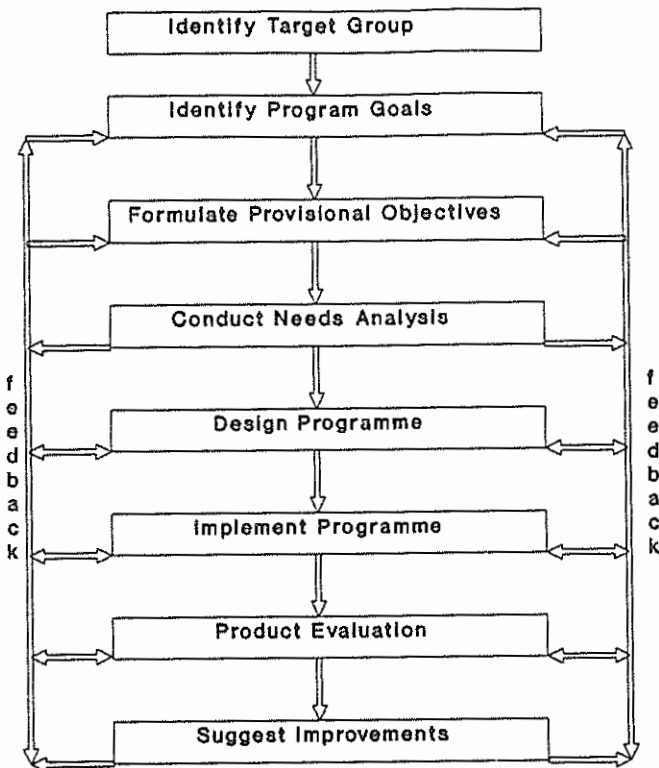 Identify Target Group
Identify Program Goals
Formulate Provisional Objectives
Conduct Needs Analysis
Design Programme
Implement Programme
Product Evaluation
Suggest Improvements
feedback
feedback